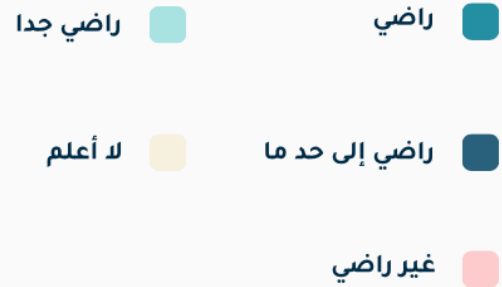 راضي
راضي جدا
راضي إلى حد ما
لا أعلم
غير راضي